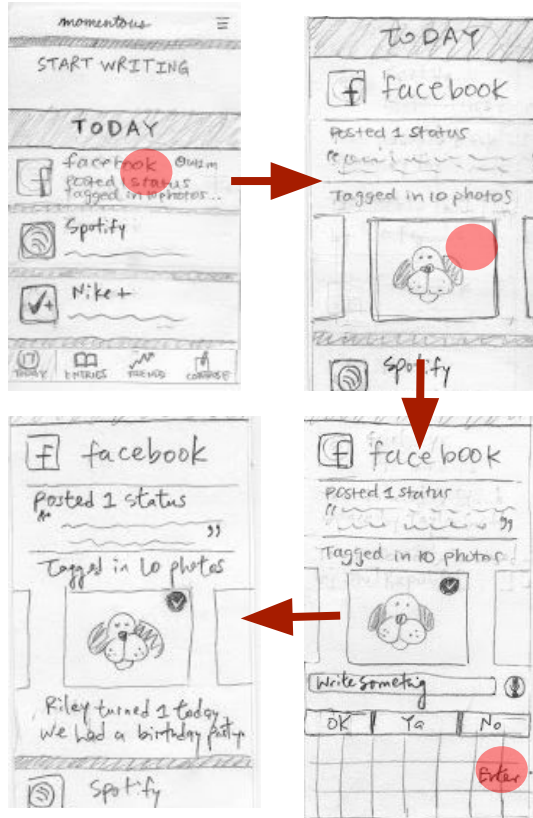 momentous
START WRITING
TODAY
facebook
Posted 1 status
Tagged in 10 photos...
Spotify
Nike+
TODAY
ENTRIES
TREND
TODAY
facebook
Posted 1 status
Tagged in 10 photos
Spotify
facebook
Posted 1 status
Tagged in 10 photos
Riley turned 1 today
We had a birthday party
Spotify
facebook
Posted 1 status
Tagged in 10 photos
Write something
OK Ya No
Enter